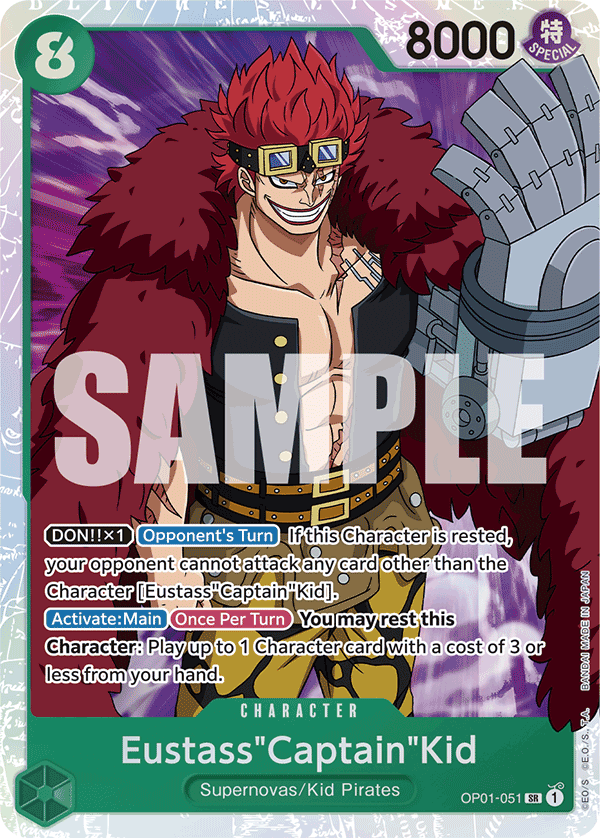 8
8000
特
SPECIAL
SAMPLE
DON!!×1 Opponent's Turn If this Character is rested,
your opponent cannot attack any card other than the
Character [Eustass"Captain"Kid].
Activate:Main Once Per Turn You may rest this
Character: Play up to 1 Character card with a cost of 3 or
less from your hand.
CHARACTER
Eustass"Captain"Kid
Supernovas/Kid Pirates
OP01-051 SR 1
©E.O./S., T.A. BANDAI MADE IN JAPAN
©EO/S